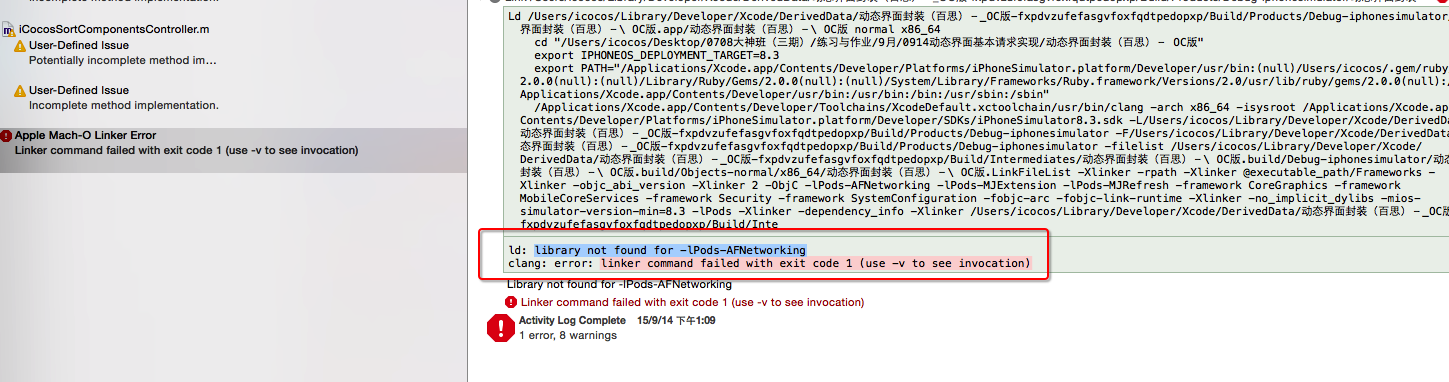 Incomplete method implementation.
iCocosSortComponentsController.m
User-Defined Issue
Potentially incomplete method im…
User-Defined Issue
Incomplete method implementation.
Apple Mach-O Linker Error
Linker command failed with exit code 1 (use -v to see invocation)
Ld /Users/icocos/Library/Developer/Xcode/DerivedData/动态界面封装（百思）-_OC版-fxpdvzufefasgvfoxfqdtpedopxp/Build/Products/Debug-iphonesimulator/
界面封装（百思）-\ OC版.app/动态界面封装（百思）-\ OC版 normal x86_64
cd "/Users/icocos/Desktop/0708大神班（三期）/练习与作业/9月/0914动态界面基本请求实现/动态界面封装（百思）- OC版"
export IPHONEOS_DEPLOYMENT_TARGET=8.3
export PATH="/Applications/Xcode.app/Contents/Developer/Platforms/iPhoneSimulator.platform/Developer/usr/bin:(null)/Users/icocos/.gem/ruby/
2.0.0(null):(null)/Library/Ruby/Gems/2.0.0(null):(null)/System/Library/Frameworks/Ruby.framework/Versions/2.0/usr/lib/ruby/gems/2.0.0(null):/
Applications/Xcode.app/Contents/Developer/usr/bin:/usr/bin:/bin:/usr/sbin:/sbin"
/Applications/Xcode.app/Contents/Developer/Toolchains/XcodeDefault.xctoolchain/usr/bin/clang -arch x86_64 -isysroot /Applications/Xcode.app/
Contents/Developer/Platforms/iPhoneSimulator.platform/Developer/SDKs/iPhoneSimulator8.3.sdk -L/Users/icocos/Library/Developer/Xcode/DerivedData/
动态界面封装（百思）-_OC版-fxpdvzufefasgvfoxfqdtpedopxp/Build/Products/Debug-iphonesimulator -F/Users/icocos/Library/Developer/Xcode/DerivedData/
态界面封装（百思）-_OC版-fxpdvzufefasgvfoxfqdtpedopxp/Build/Products/Debug-iphonesimulator -filelist /Users/icocos/Library/Developer/Xcode/
DerivedData/动态界面封装（百思）-_OC版-fxpdvzufefasgvfoxfqdtpedopxp/Build/Intermediates/动态界面封装（百思）-\ OC版.build/Debug-iphonesimulator/动
封装（百思）-\ OC版.build/Objects-normal/x86_64/动态界面封装（百思）-\ OC版.LinkFileList -Xlinker -rpath -Xlinker @executable_path/Frameworks -
Xlinker -objc_abi_version -Xlinker 2 -ObjC -lPods-AFNetworking -lPods-MJExtension -lPods-MJRefresh -framework CoreGraphics -framework
MobileCoreServices -framework Security -framework SystemConfiguration -fobjc-arc -fobjc-link-runtime -Xlinker -no_implicit_dylibs -mios-
simulator-version-min=8.3 -lPods -Xlinker -dependency_info -Xlinker /Users/icocos/Library/Developer/Xcode/DerivedData/动态界面封装（百思）-_OC
fxpdvzufefasgvfoxfqdtpedopxp/Build/Inte
ld: library not found for -lPods-AFNetworking
clang: error: linker command failed with exit code 1 (use -v to see invocation)
Library not found for -lPods-AFNetworking
Linker command failed with exit code 1 (use -v to see invocation)
Activity Log Complete 15/9/14 下午1:09
1 error, 8 warnings